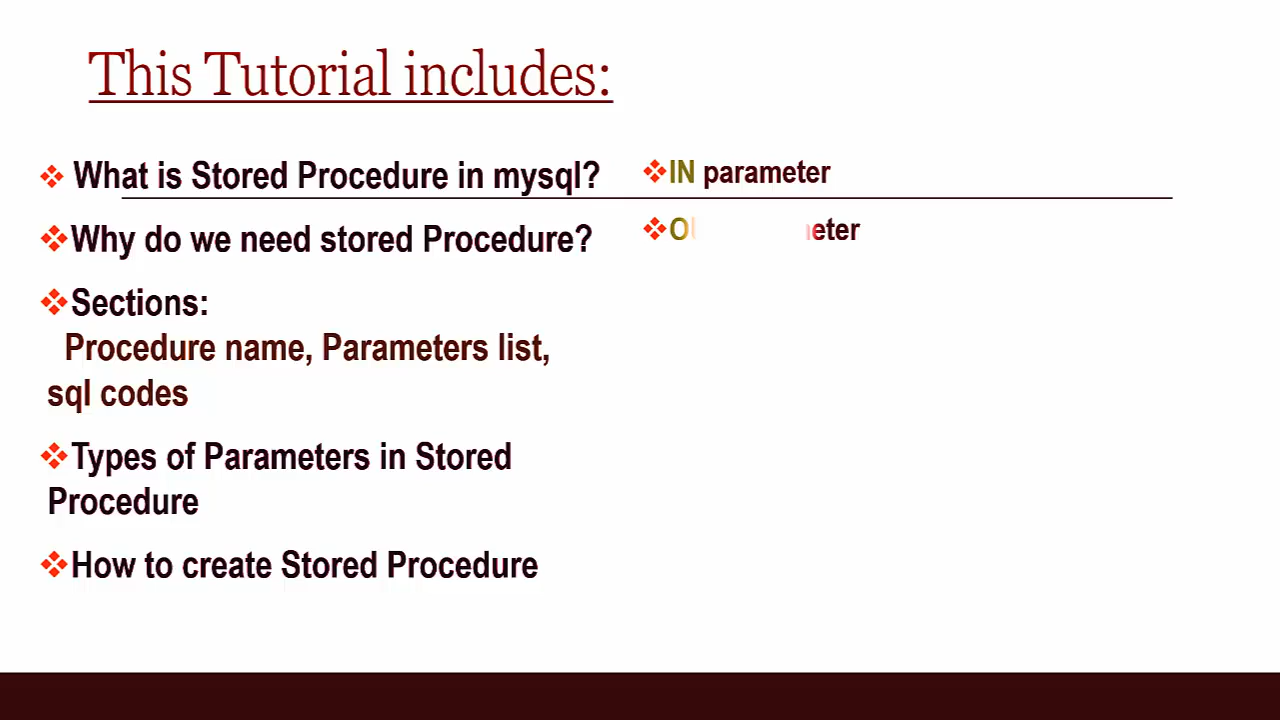 This Tutorial includes:
What is Stored Procedure in mysql?
Why do we need stored Procedure?
Sections:
Procedure name, Parameters list,
sql codes
Types of Parameters in Stored
Procedure
How to create Stored Procedure
IN parameter